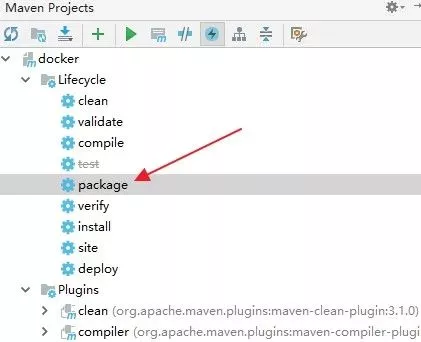 Maven Projects
docker
Lifecycle
clean
validate
compile
test
package
verify
install
site
deploy
Plugins
clean (org.apache.maven.plugins:maven-clean-plugin:3.1.0)
compiler (org.apache.maven.plugins:maven-compiler-plugi